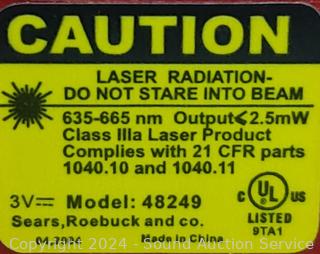 CAUTION
LASER RADIATION-
DO NOT STARE INTO BEAM
635-665 nm Output≤2.5mW
Class IIIa Laser Product
Complies with 21 CFR parts
1040.10 and 1040.11
3V⎓ Model: 48249
Sears,Roebuck and co.
Made in China
C UL® US
LISTED
9TA1
Copyright 2024 - Sound Auction Service